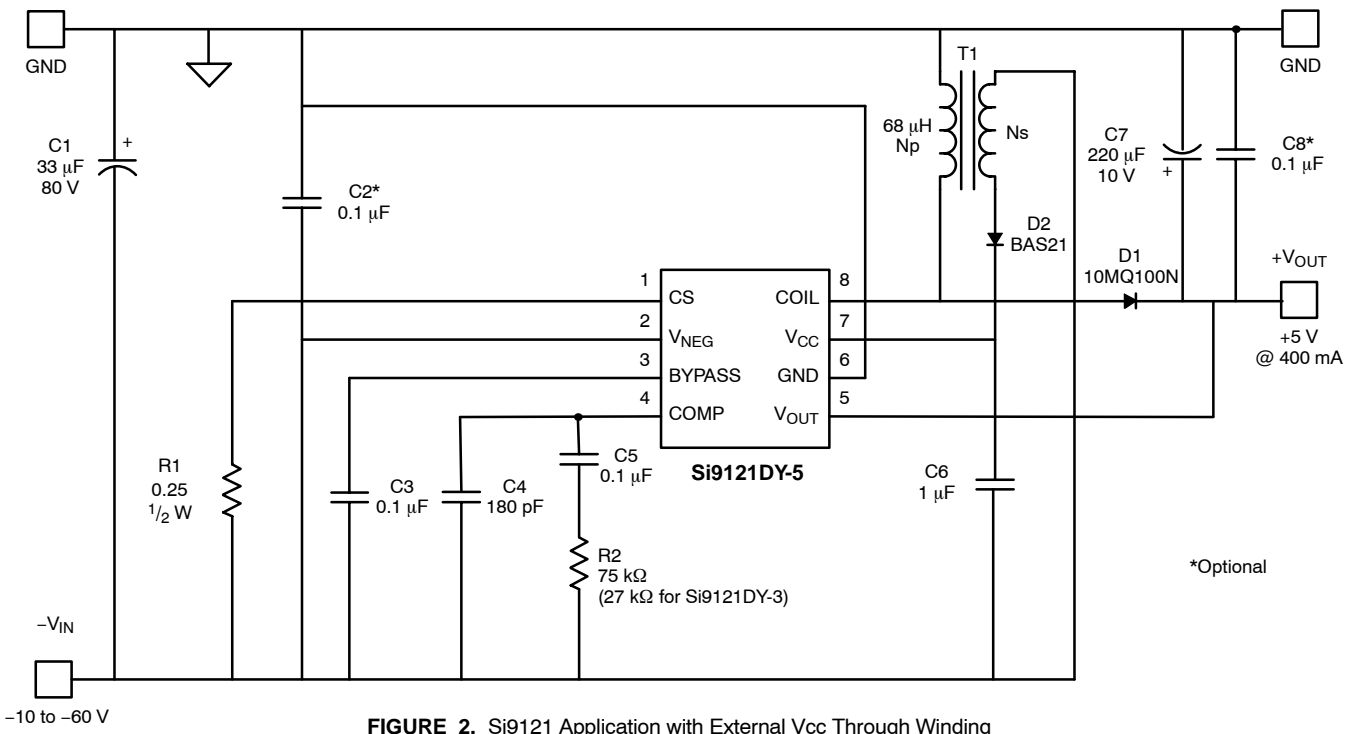 GND
GND
T1
C1
33 µF
80 V
+
68 µH
Np
Ns
C7
220 µF
10 V
+
C8*
0.1 µF
C2*
0.1 µF
D2
BAS21
D1
10MQ100N
+VOUT
+5 V
@ 400 mA
1
CS
COIL
8
2
VNEG
VCC
7
3
BYPASS
GND
6
4
COMP
VOUT
5
Si9121DY-5
R1
0.25
1/2 W
C3
0.1 µF
C4
180 pF
C5
0.1 µF
C6
1 µF
R2
75 kΩ
(27 kΩ for Si9121DY-3)
*Optional
−VIN
−10 to −60 V
FIGURE 2. Si9121 Application with External Vcc Through Winding